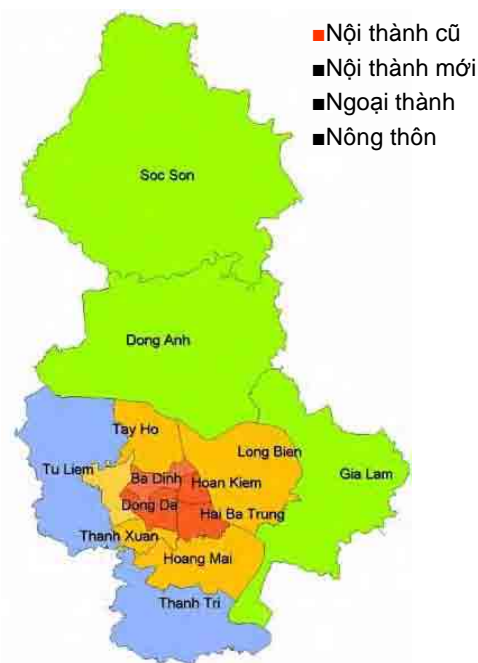 ■Nội thành cũ
■Nội thành mới
■Ngoại thành
■Nông thôn
Soc Son
Dong Anh
Tay Ho
Long Bien
Tu Liem
Ba Dinh
Hoan Kiem
Gia Lam
Dong Da
Hai Ba Trung
Thanh Xuan
Hoang Mai
Thanh Tri